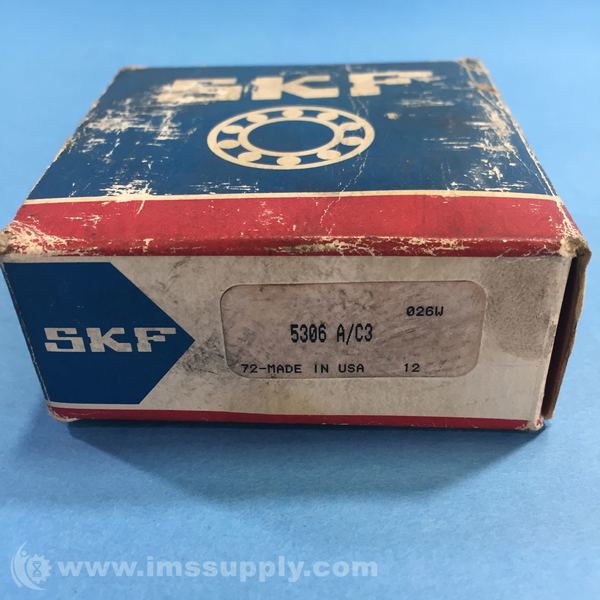 SKF
SKF
026W
5306 A/C3
72-MADE IN USA 12
www.imssupply.com